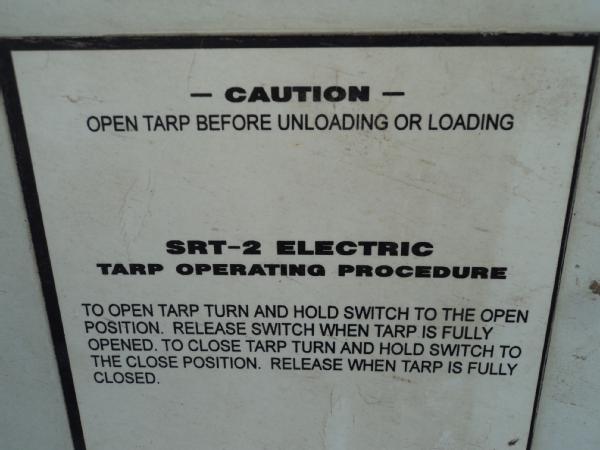 — CAUTION —
OPEN TARP BEFORE UNLOADING OR LOADING
SRT-2 ELECTRIC
TARP OPERATING PROCEDURE
TO OPEN TARP TURN AND HOLD SWITCH TO THE OPEN
POSITION. RELEASE SWITCH WHEN TARP IS FULLY
OPENED. TO CLOSE TARP TURN AND HOLD SWITCH TO
THE CLOSE POSITION. RELEASE WHEN TARP IS FULLY
CLOSED.